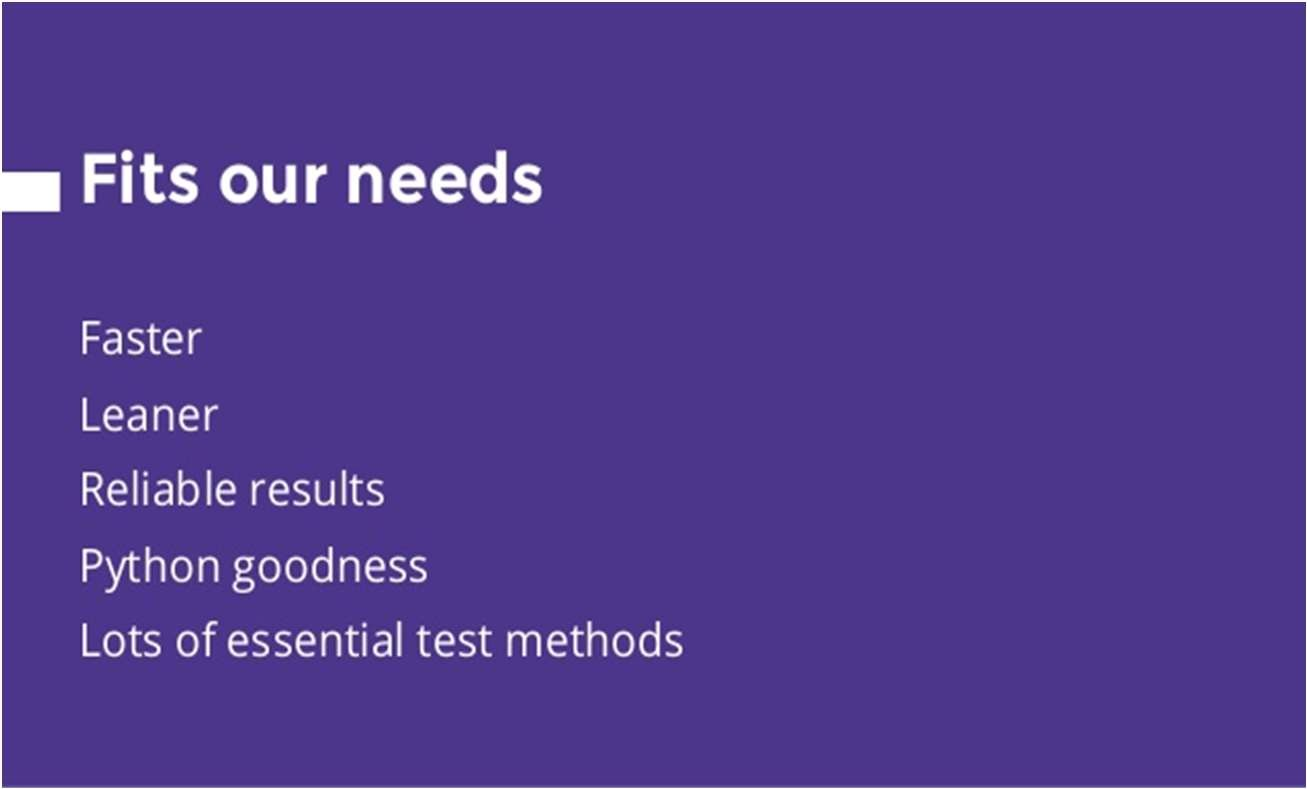 Fits our needs
Faster
Leaner
Reliable results
Python goodness
Lots of essential test methods